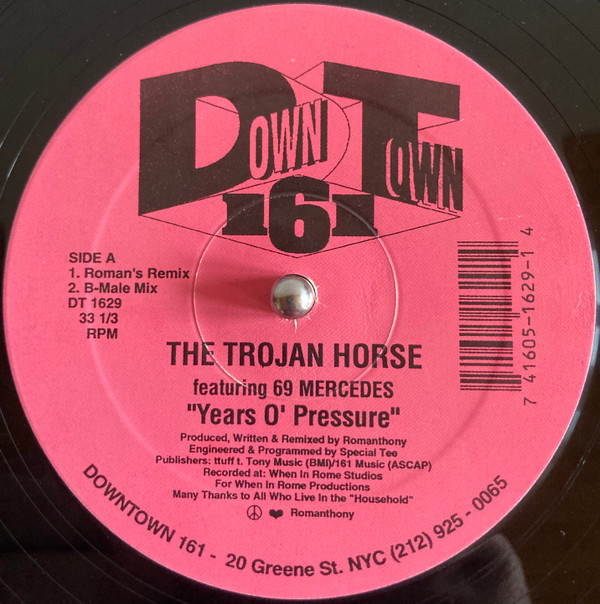 DOWN TOWN
161
SIDE A
1. Roman's Remix
2. B-Male Mix
DT 1629
33 1/3
RPM
7 41605-1629-1 4
THE TROJAN HORSE
featuring 69 MERCEDES
"Years O' Pressure"
Produced, Written & Remixed by Romanthony
Engineered & Programmed by Special Tee
Publishers: ttuff t. Tony Music (BMI)/161 Music (ASCAP)
Recorded at: When In Rome Studios
For When In Rome Productions
Many Thanks to All Who Live In the "Household"
☮ ❤ Romanthony
DOWNTOWN 161 - 20 Greene St. NYC (212) 925 - 0065